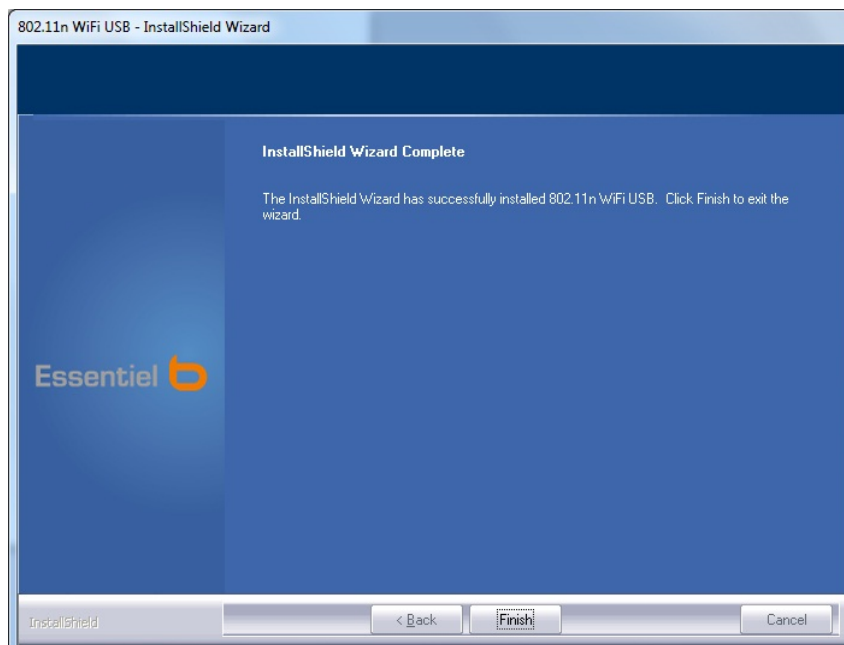 802.11n WiFi USB - InstallShield Wizard
InstallShield Wizard Complete
The InstallShield Wizard has successfully installed 802.11n WiFi USB. Click Finish to exit the
wizard.
Essentiel b
InstallShield
< Back
Finish
Cancel